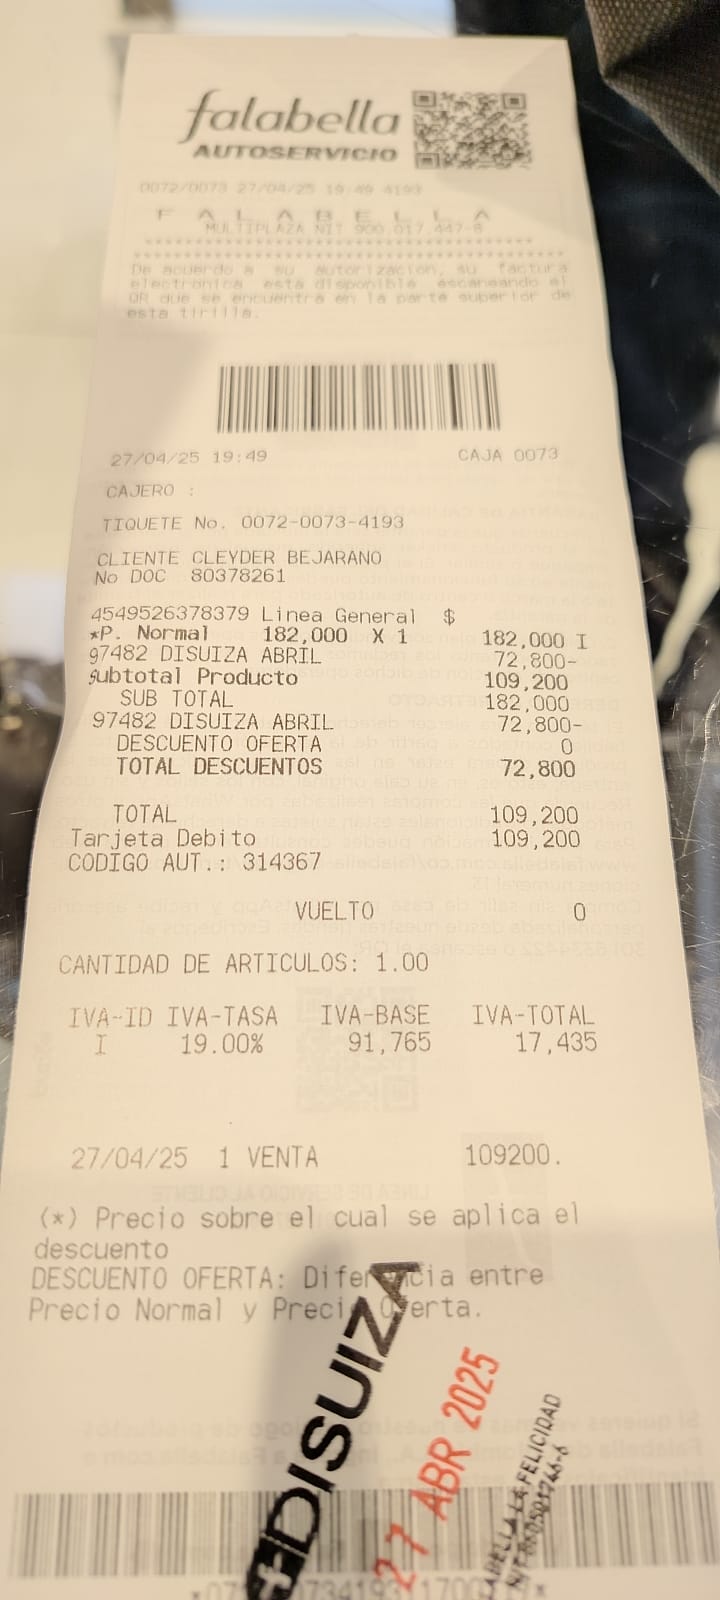 falabella
AUTOSERVICIO
0072/0073 27/04/25 19:49 4193
F A L A B E L L A
MULTIPLAZA NIT 900.017.447-8
De acuerdo a su autorizacion, su factura
electronica esta disponible escaneando el
QR que se encuentra en la parte superior de
esta tirilla.
27/04/25 19:49 CAJA 0073
CAJERO :
TIQUETE No. 0072-0073-4193
CLIENTE CLEYDER BEJARANO
No DOC 80378261
4549526378379 Linea General $
*P. Normal 182,000 X 1 182,000 I
97482 DISUIZA ABRIL 72,800-
Subtotal Producto 109,200
SUB TOTAL 182,000
97482 DISUIZA ABRIL 72,800-
DESCUENTO OFERTA 0
TOTAL DESCUENTOS 72,800
TOTAL 109,200
Tarjeta Debito 109,200
CODIGO AUT.: 314367
VUELTO 0
CANTIDAD DE ARTICULOS: 1.00
IVA-ID IVA-TASA IVA-BASE IVA-TOTAL
I 19.00% 91,765 17,435
27/04/25 1 VENTA 109200.
(*) Precio sobre el cual se aplica el
descuento
DESCUENTO OFERTA: Diferencia entre
Precio Normal y Precio Oferta.
DISUIZA
27 ABR 2025
LA FELICIDAD